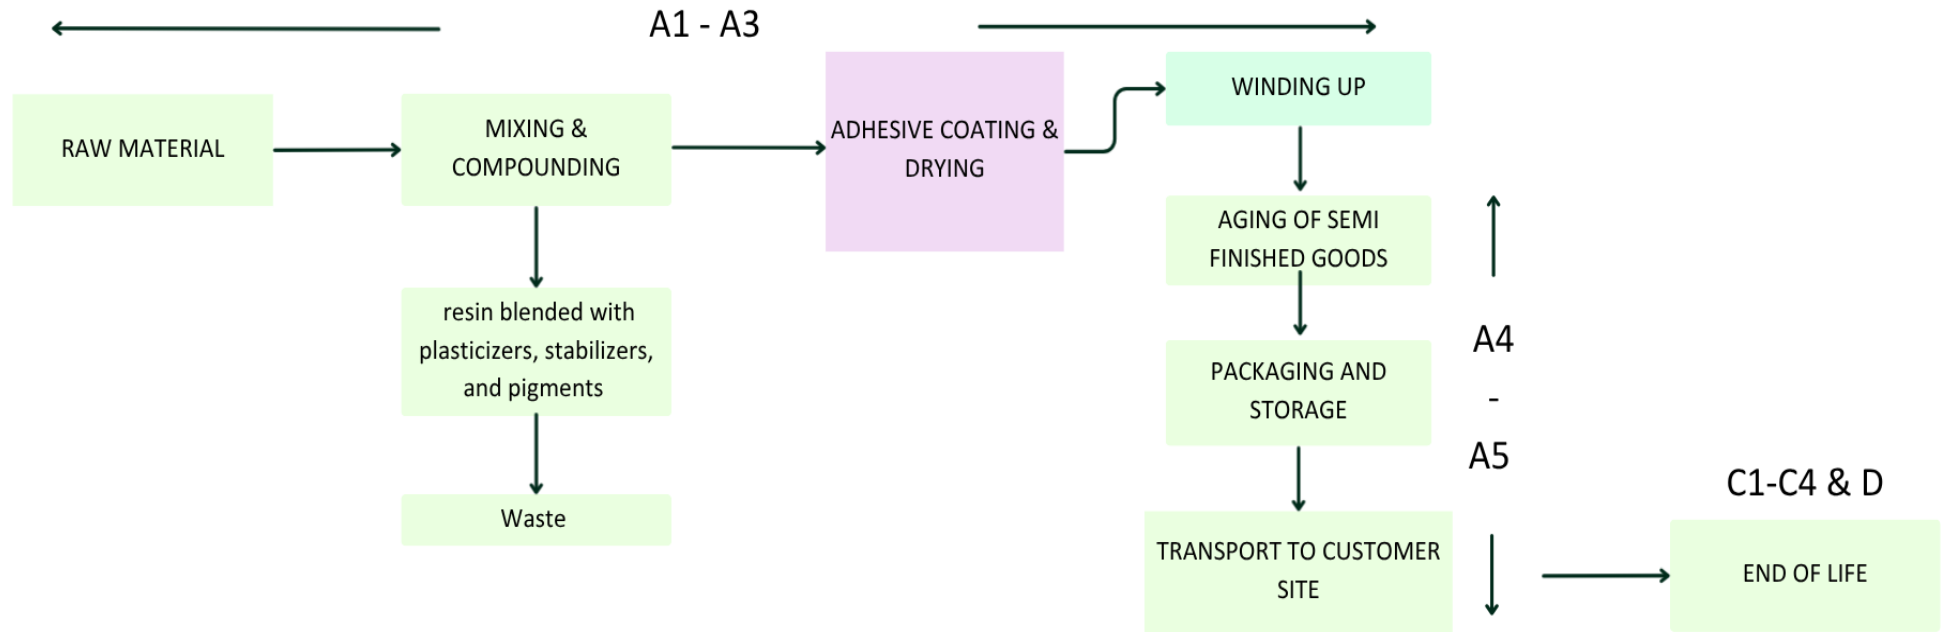 A1 - A3
RAW MATERIAL
MIXING &
COMPOUNDING
ADHESIVE COATING &
DRYING
WINDING UP
AGING OF SEMI
FINISHED GOODS
resin blended with
plasticizers, stabilizers,
and pigments
PACKAGING AND
STORAGE
A4
-
A5
Waste
TRANSPORT TO CUSTOMER
SITE
C1-C4 & D
END OF LIFE